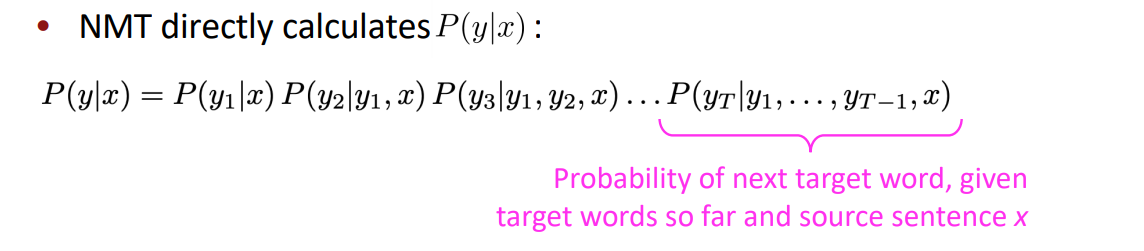 • NMT directly calculates P(y|x) :
P(y|x) = P(y₁|x) P(y₂|y₁, x) P(y₃|y₁, y₂, x) . . . P(y_T|y₁, . . . , y_{T−1}, x)
Probability of next target word, given
target words so far and source sentence x